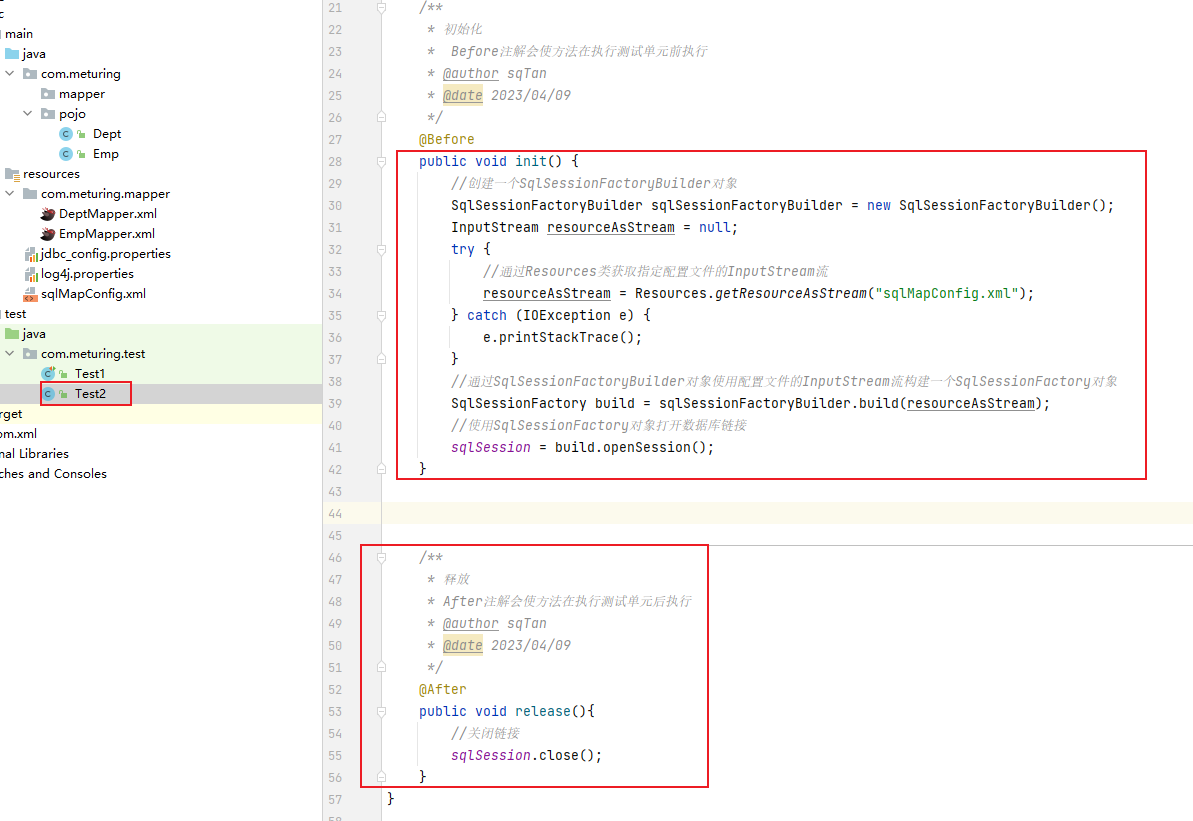 c
main
java
com.meturing
mapper
pojo
Dept
Emp
resources
com.meturing.mapper
DeptMapper.xml
EmpMapper.xml
jdbc_config.properties
log4j.properties
sqlMapConfig.xml
test
java
com.meturing.test
Test1
Test2
rget
om.xml
nal Libraries
ches and Consoles
21 /**
22 * 初始化
23 * Before注解会使方法在执行测试单元前执行
24 * @author sqTan
25 * @date 2023/04/09
26 */
27 @Before
28 public void init() {
29 //创建一个SqlSessionFactoryBuilder对象
30 SqlSessionFactoryBuilder sqlSessionFactoryBuilder = new SqlSessionFactoryBuilder();
31 InputStream resourceAsStream = null;
32 try {
33 //通过Resources类获取指定配置文件的InputStream流
34 resourceAsStream = Resources.getResourceAsStream("sqlMapConfig.xml");
35 } catch (IOException e) {
36 e.printStackTrace();
37 }
38 //通过SqlSessionFactoryBuilder对象使用配置文件的InputStream流构建一个SqlSessionFactory对象
39 SqlSessionFactory build = sqlSessionFactoryBuilder.build(resourceAsStream);
40 //使用SqlSessionFactory对象打开数据库链接
41 sqlSession = build.openSession();
42 }
43
44
45
46 /**
47 * 释放
48 * After注解会使方法在执行测试单元后执行
49 * @author sqTan
50 * @date 2023/04/09
51 */
52 @After
53 public void release(){
54 //关闭链接
55 sqlSession.close();
56 }
57 }
58